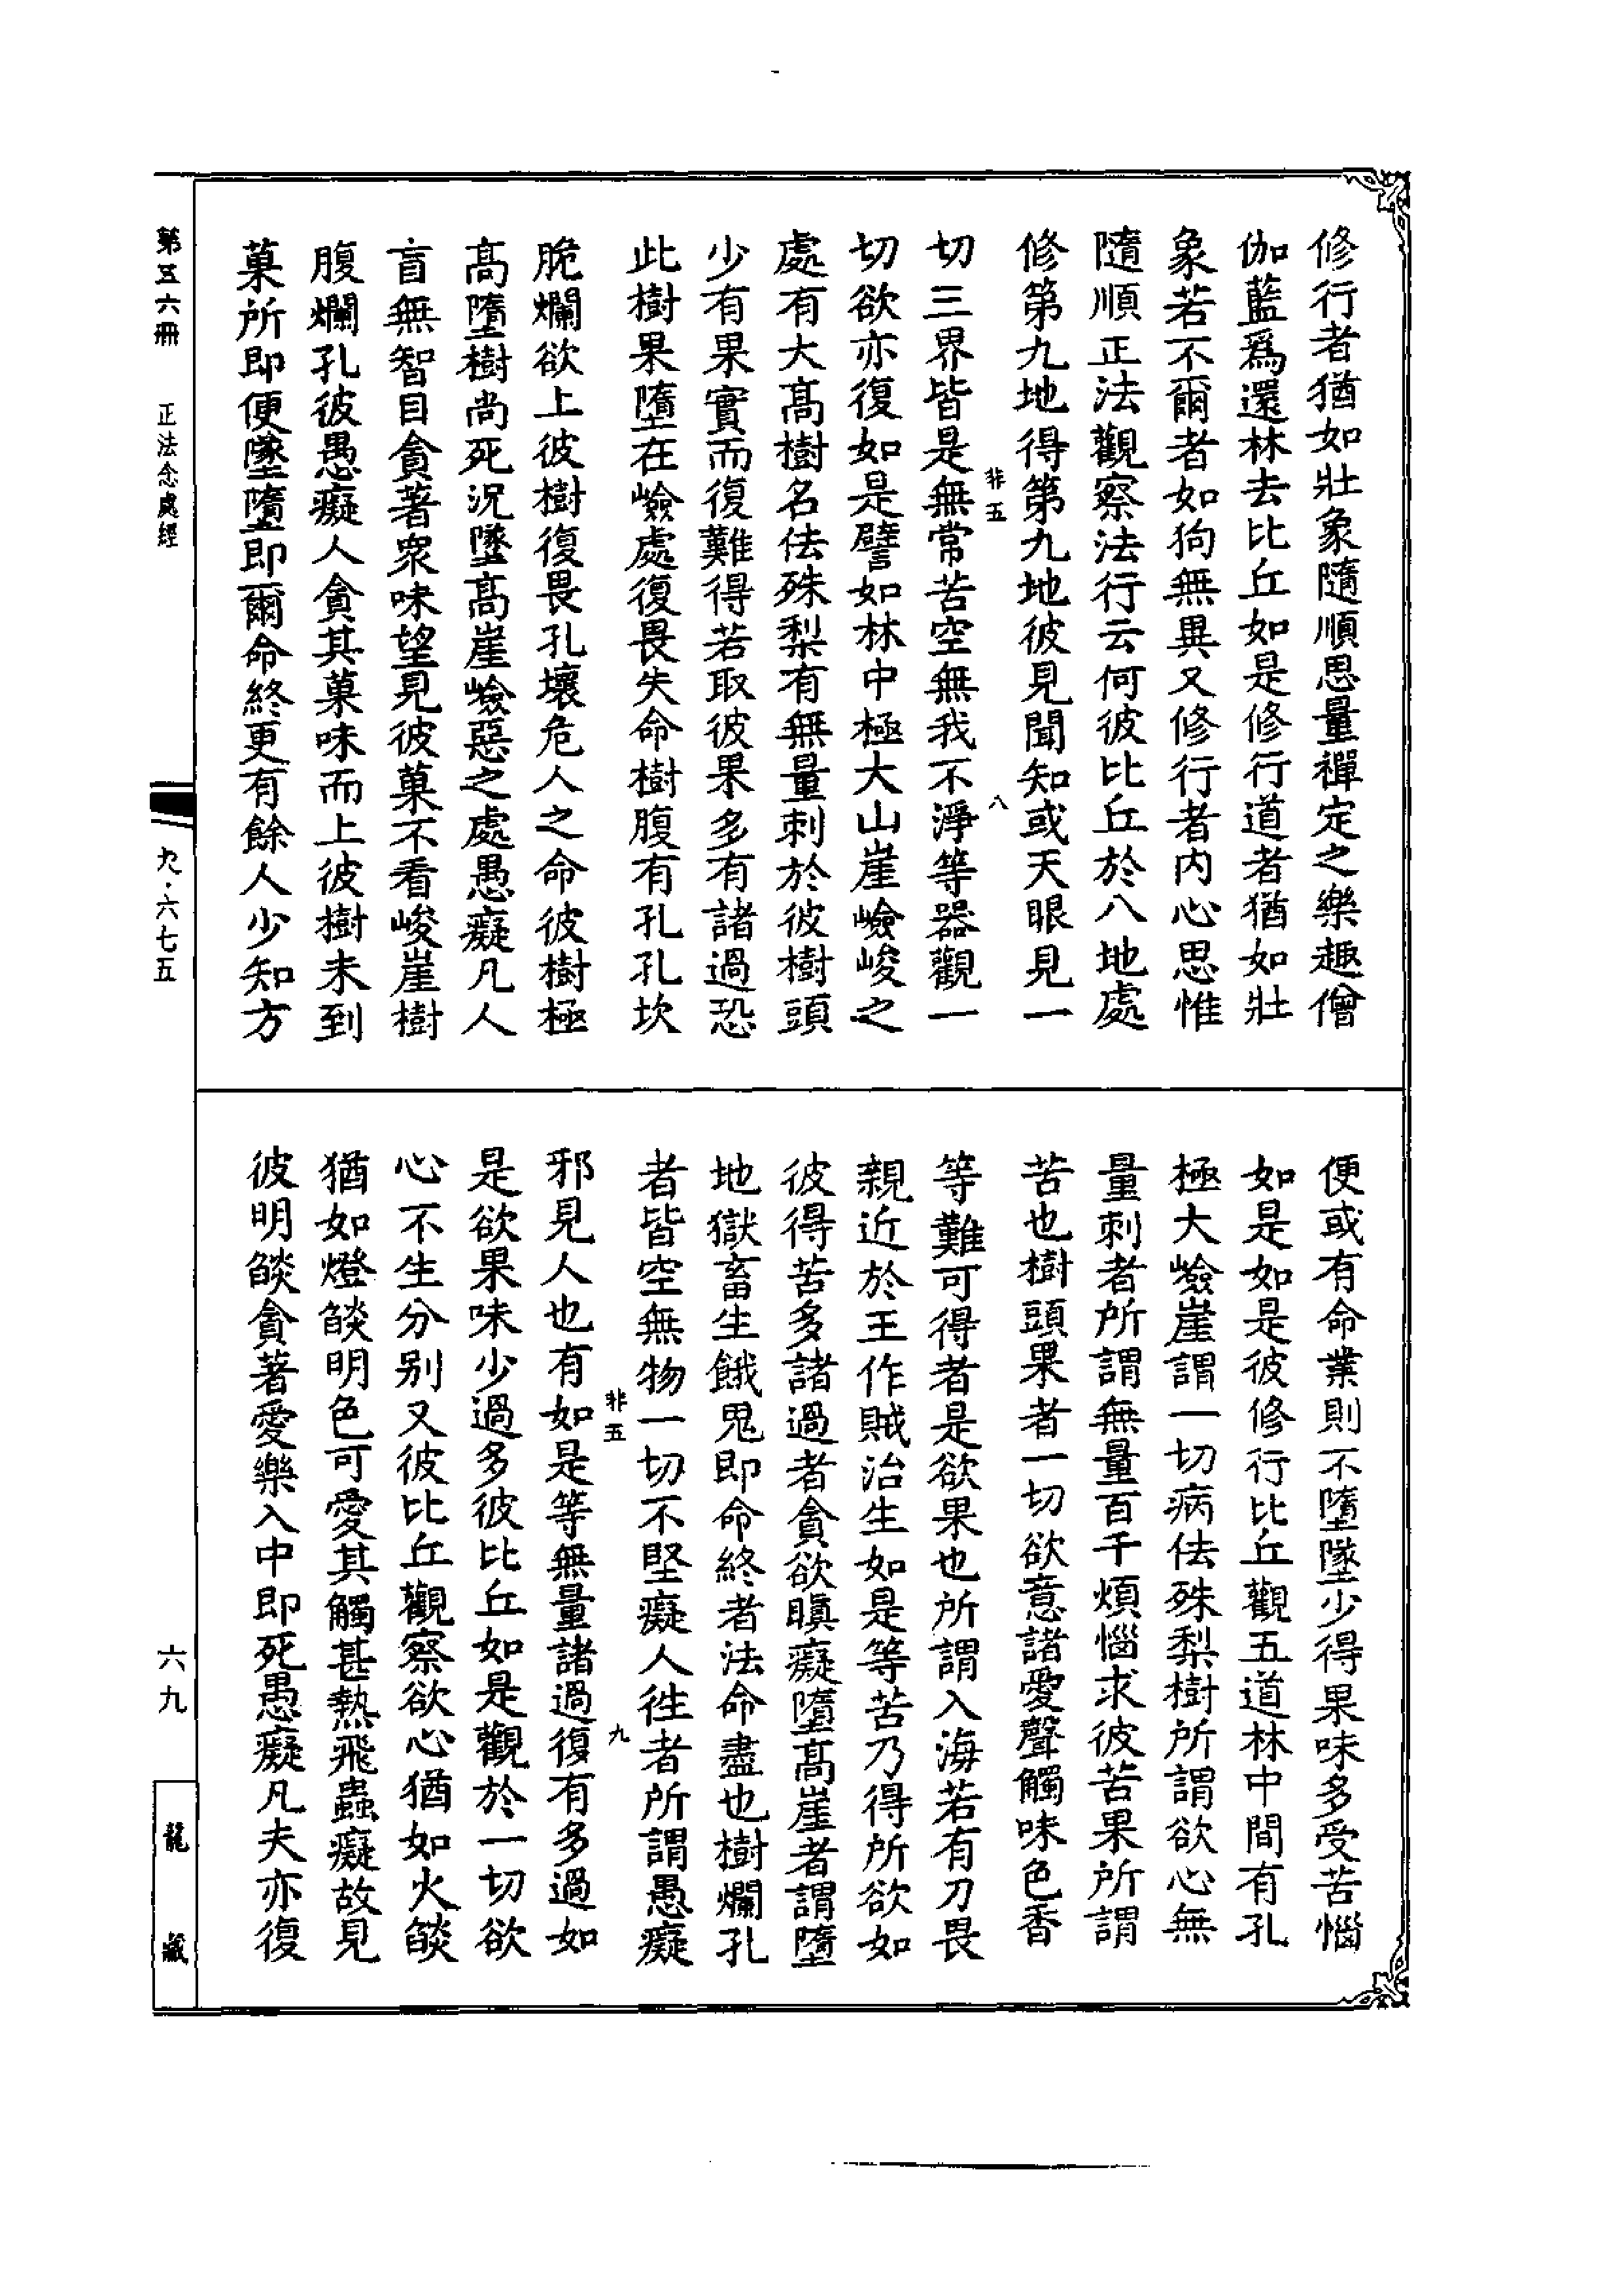 修行者猶如壯象隨順思量禪定之樂趣僧
伽藍爲還林去比丘如是修行道者猶如壯
象若不爾者如狗無異又修行者內心思惟
隨順正法觀察法行云何彼比丘於八地處
修第九地得第九地彼見聞知或天眼見一
非五 八
切三界皆是無常苦空無我不淨等器觀一
切欲亦復如是譬如林中極大山崖嶮峻之
處有大高樹名佉殊梨有無量刺於彼樹頭
少有果實而復難得若取彼果多有諸過恐
此樹果墮在嶮處復畏失命樹腹有孔孔坎
脆爛欲上彼樹復畏孔壞危人之命彼樹極
高墮墜樹尚死況墜高崖嶮惡之處愚癡凡人
盲無智目貪著衆味望見彼菓不看峻崖樹
腹爛孔彼愚癡人貪其菓味而上彼樹未到
菓所即便墜墮即爾命終更有餘人少知方
便或有命業則不墮墜少得果味多受苦惱
如是如是彼修行比丘觀五道林中間有孔
極大嶮崖謂一切病佉殊梨樹所謂欲心無
量刺者所謂無量百千煩惱求彼苦果所謂
苦也樹頭果者一切欲意諸愛聲觸味色香
等難可得者是欲果也所謂入海若有刀畏
親近於王作賊治生如是等苦乃得所欲如
彼得苦多諸過者貪欲瞋癡墮高崖者謂墮
地獄畜生餓鬼即命終者法命盡也樹爛孔
者皆空無物一切不堅癡人徃者所謂愚癡
非五 九
邪見人也有如是等無量諸過復有多過如
是欲果味少過多彼比丘如是觀於一切欲
心不生分別又彼比丘觀察欲心猶如火燄
猶如燈燄明色可愛其觸甚熱飛蟲癡故見
彼明燄貪著愛樂入中即死愚癡凡夫亦復
第五六冊 正法念處經
九·六七五
六九
龍藏